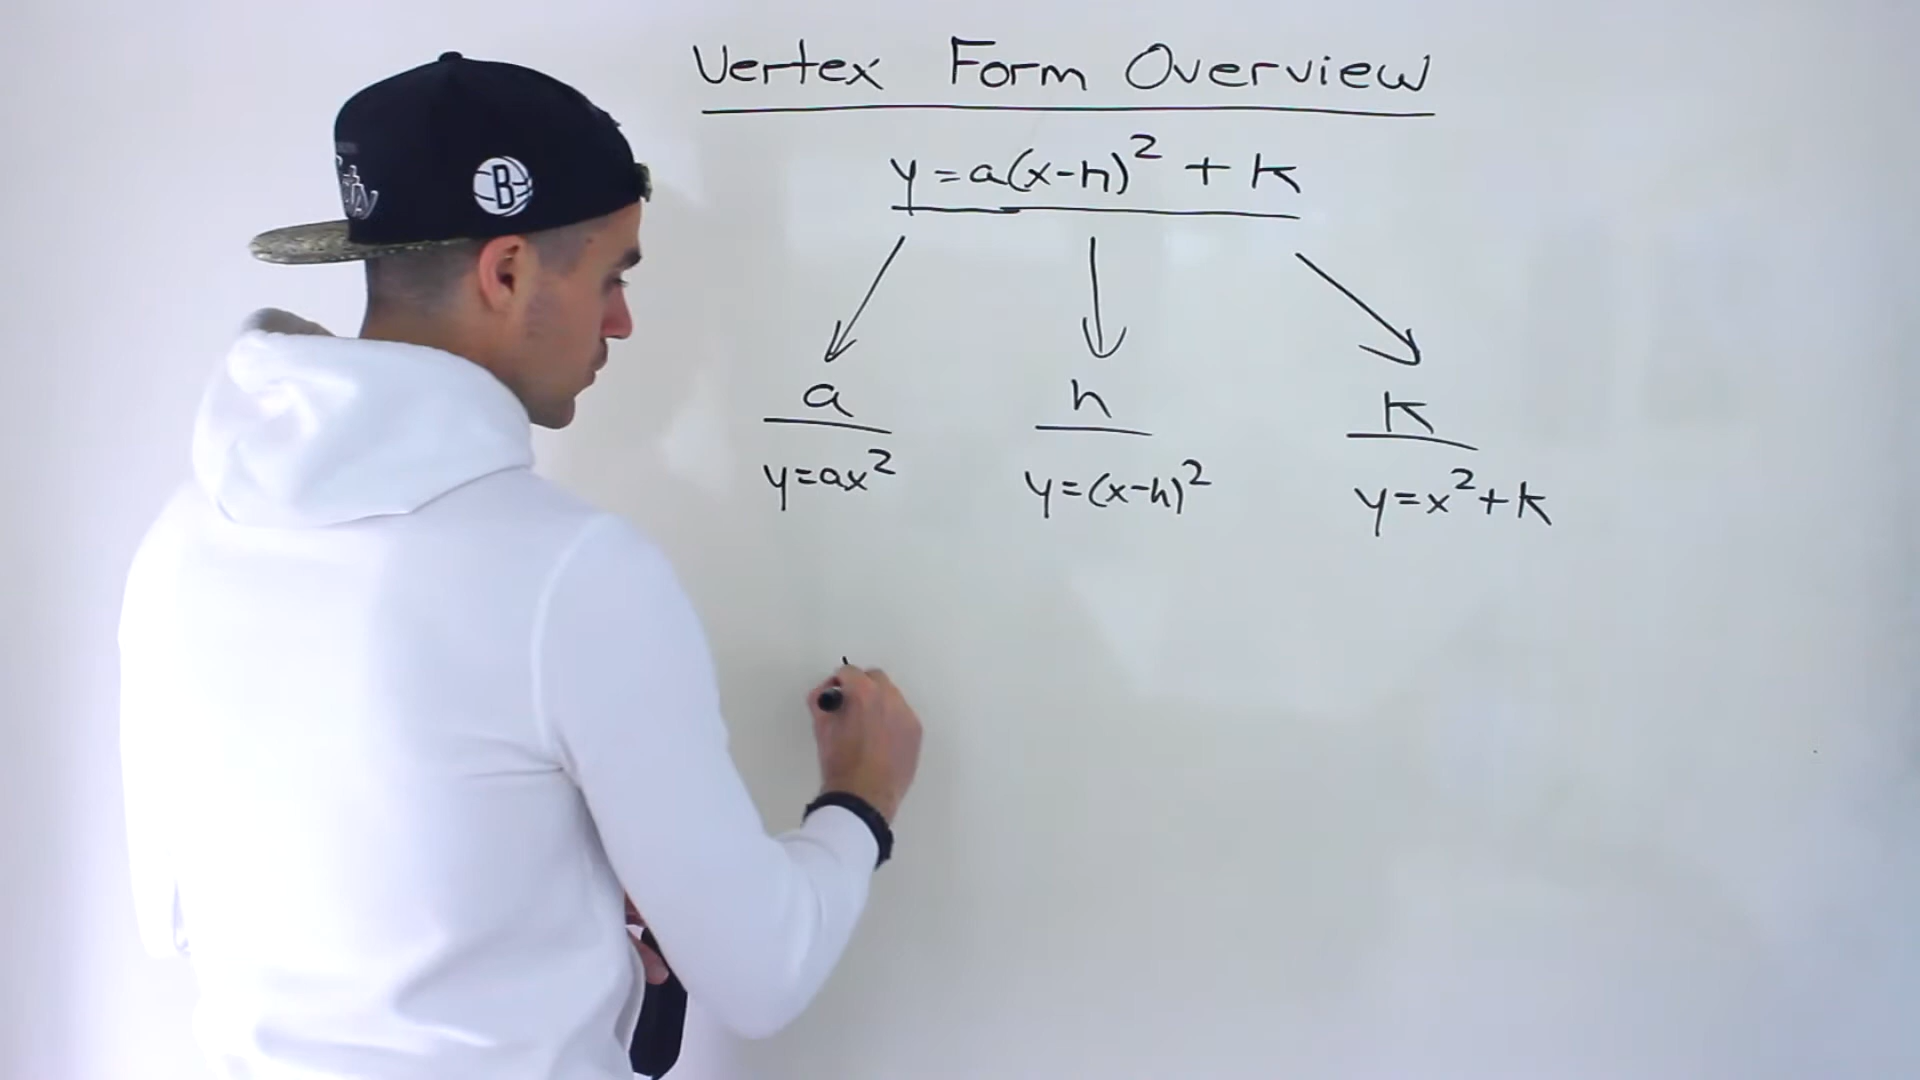 Vertex Form Overview
y=a(x-h)² + k
a
h
k
y=ax²
y=(x-h)²
y=x²+k
B